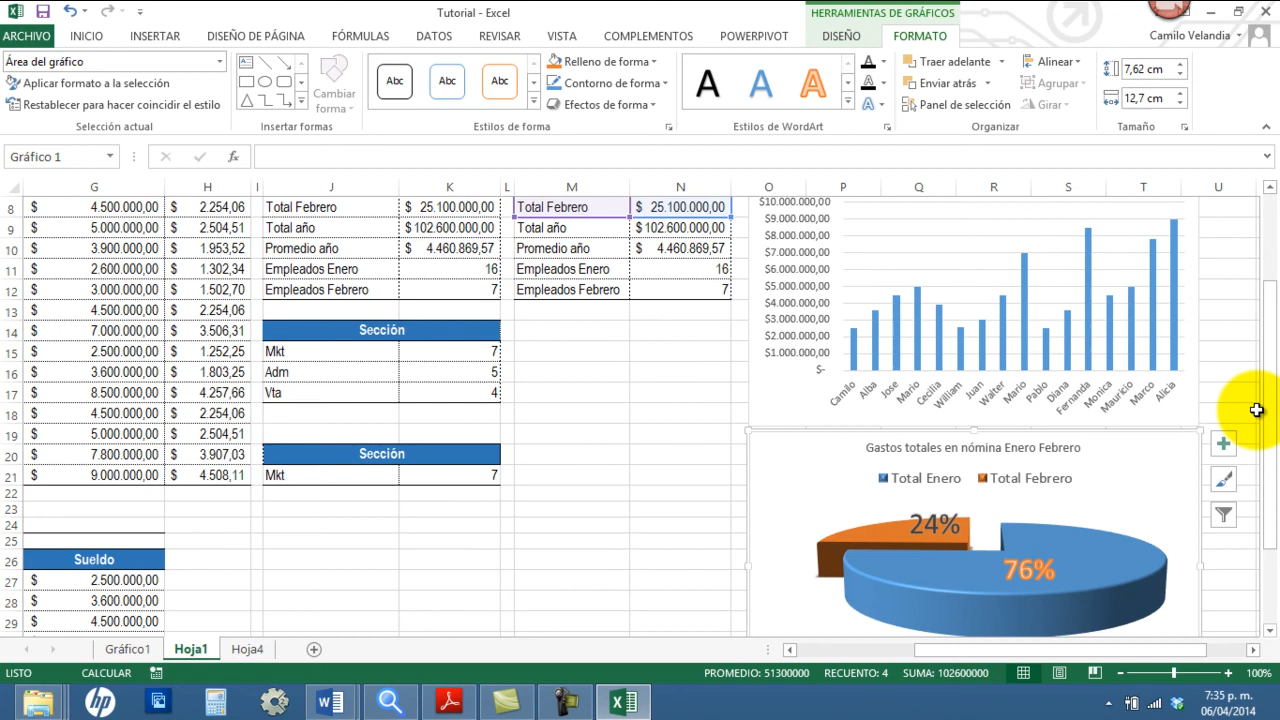 Tutorial - Excel
HERRAMIENTAS DE GRÁFICOS
ARCHIVO INICIO INSERTAR DISEÑO DE PÁGINA FÓRMULAS DATOS REVISAR VISTA COMPLEMENTOS POWERPIVOT DISEÑO FORMATO Camilo Velandia
Área del gráfico
Aplicar formato a la selección
Restablecer para hacer coincidir el estilo
Selección actual
Cambiar
formas
Insertar formas
Abc Abc Abc
Relleno de forma
Contorno de forma
Efectos de forma
Estilos de forma
A A A
Estilos de WordArt
Traer adelante
Enviar atrás
Panel de selección
Alinear
Agrupar
Girar
Organizar
7,62 cm
12,7 cm
Tamaño
Gráfico 1
fx
G H I J K L M N O P Q R S T U
8 $ 4.500.000,00 $ 2.254,06 Total Febrero $ 25.100.000,00 Total Febrero $ 25.100.000,00
9 $ 5.000.000,00 $ 2.504,51 Total año $ 102.600.000,00 Total año $ 102.600.000,00
10 $ 3.900.000,00 $ 1.953,52 Promedio año $ 4.460.869,57 Promedio año $ 4.460.869,57
11 $ 2.600.000,00 $ 1.302,34 Empleados Enero 16 Empleados Enero 16
12 $ 3.000.000,00 $ 1.502,70 Empleados Febrero 7 Empleados Febrero 7
13 $ 4.500.000,00 $ 2.254,06
14 $ 7.000.000,00 $ 3.506,31 Sección
15 $ 2.500.000,00 $ 1.252,25 Mkt 7
16 $ 3.600.000,00 $ 1.803,25 Adm 5
17 $ 8.500.000,00 $ 4.257,66 Vta 4
18 $ 4.500.000,00 $ 2.254,06
19 $ 5.000.000,00 $ 2.504,51
20 $ 7.800.000,00 $ 3.907,03 Sección
21 $ 9.000.000,00 $ 4.508,11 Mkt 7
22
23
24
25
26 Sueldo
27 $ 2.500.000,00
28 $ 3.600.000,00
29 $ 4.500.000,00
$10.000.000,00
$9.000.000,00
$8.000.000,00
$7.000.000,00
$6.000.000,00
$5.000.000,00
$4.000.000,00
$3.000.000,00
$2.000.000,00
$1.000.000,00
$-
Camilo Alba Jose Mario Cecilia William Juan Walter Mario Pablo Diana Fernanda Monica Mauricio Marco Alicia
Gastos totales en nómina Enero Febrero
Total Enero Total Febrero
24%
76%
Gráfico1 Hoja1 Hoja4
LISTO CALCULAR PROMEDIO: 51300000 RECUENTO: 4 SUMA: 102600000 100%
7:35 p. m.
06/04/2014